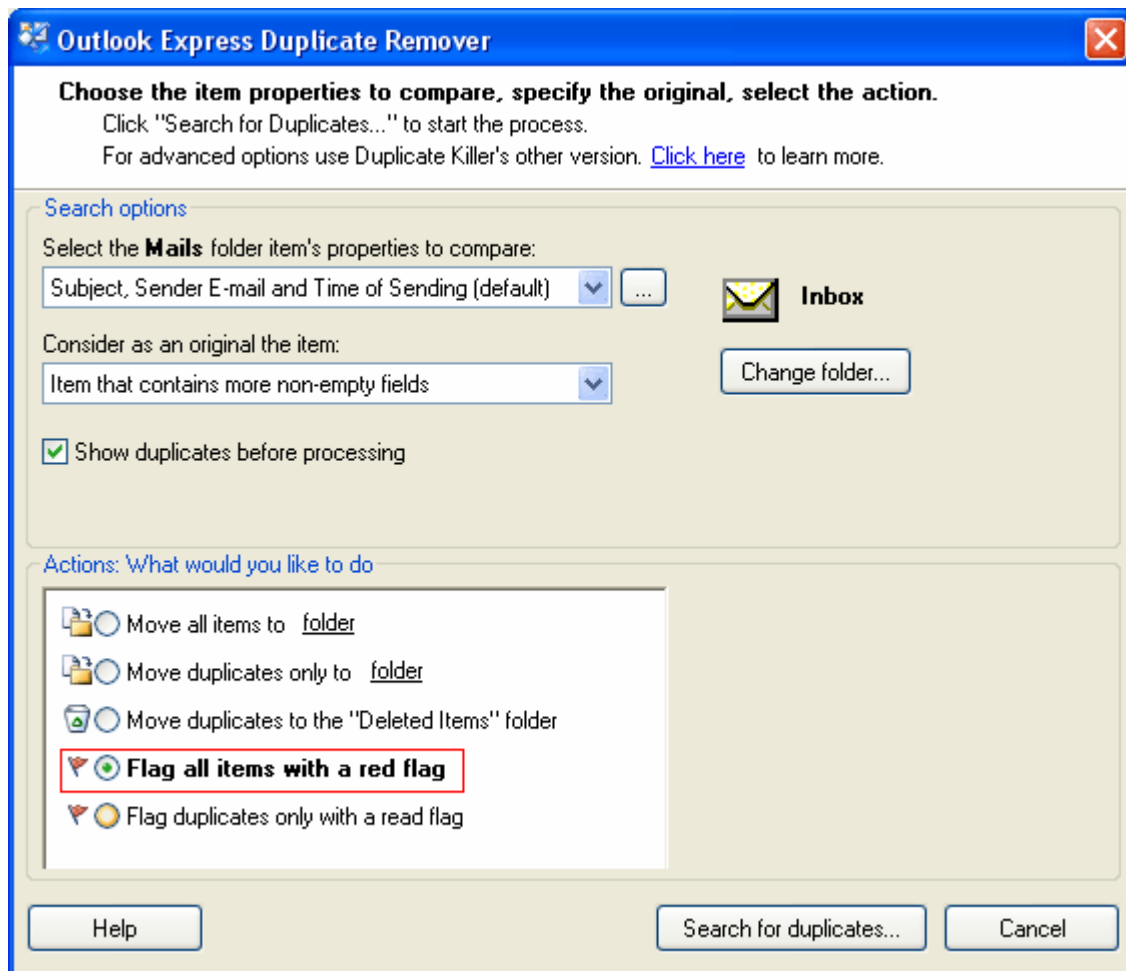 Outlook Express Duplicate Remover
Choose the item properties to compare, specify the original, select the action.
Click "Search for Duplicates..." to start the process.
For advanced options use Duplicate Killer's other version. Click here to learn more.
Search options
Select the Mails folder item's properties to compare:
Subject, Sender E-mail and Time of Sending (default)
...
Inbox
Consider as an original the item:
Item that contains more non-empty fields
Change folder...
Show duplicates before processing
Actions: What would you like to do
Move all items to folder
Move duplicates only to folder
Move duplicates to the "Deleted Items" folder
Flag all items with a red flag
Flag duplicates only with a read flag
Help
Search for duplicates...
Cancel